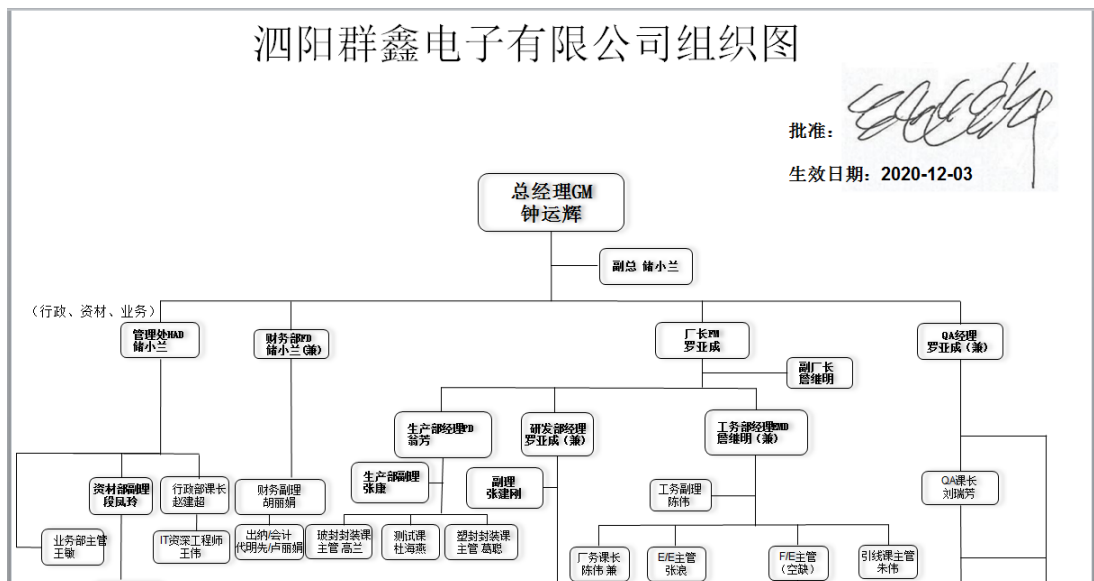 泗阳群鑫电子有限公司组织图
批准：
生效日期：2020-12-03
总经理GM
钟运辉
副总 储小兰
（行政、资材、业务）
管理处HAD
储小兰
财务部FD
储小兰(兼)
厂长FM
罗亚成
QA经理
罗亚成（兼）
副厂长
詹继明
生产部经理PD
翁芳
研发部经理
罗亚成（兼）
工务部经理EMD
詹继明（兼）
生产部副理
张康
副理
张建刚
资材部副理
段凤玲
行政部课长
赵建超
财务副理
胡丽娟
工务副理
陈伟
QA课长
刘瑞芳
业务部主管
王敏
IT资深工程师
王伟
出纳/会计
代明先/卢丽娟
玻封封装课
主管 高兰
测试课
杜海燕
塑封封装课
主管 葛聪
厂务课长
陈伟 兼
E/E主管
张浪
F/E主管
（空缺）
引线课主管
朱伟